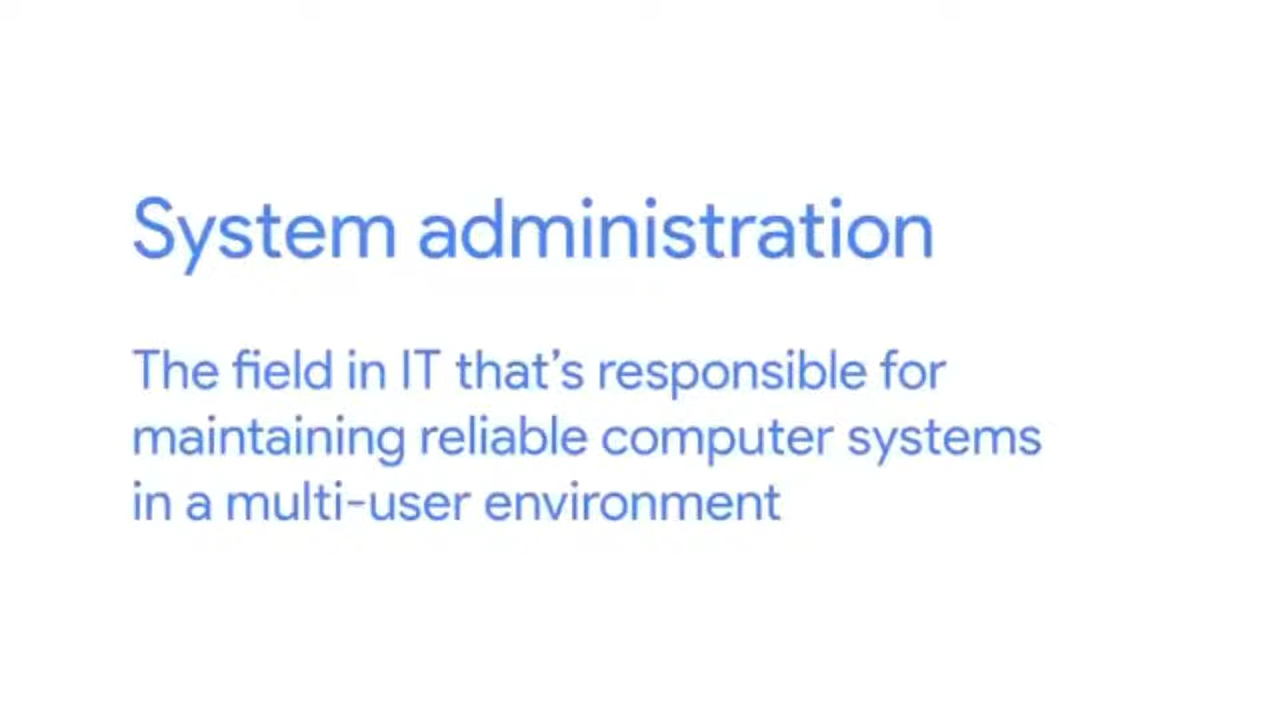 System administration
The field in IT that’s responsible for
maintaining reliable computer systems
in a multi-user environment